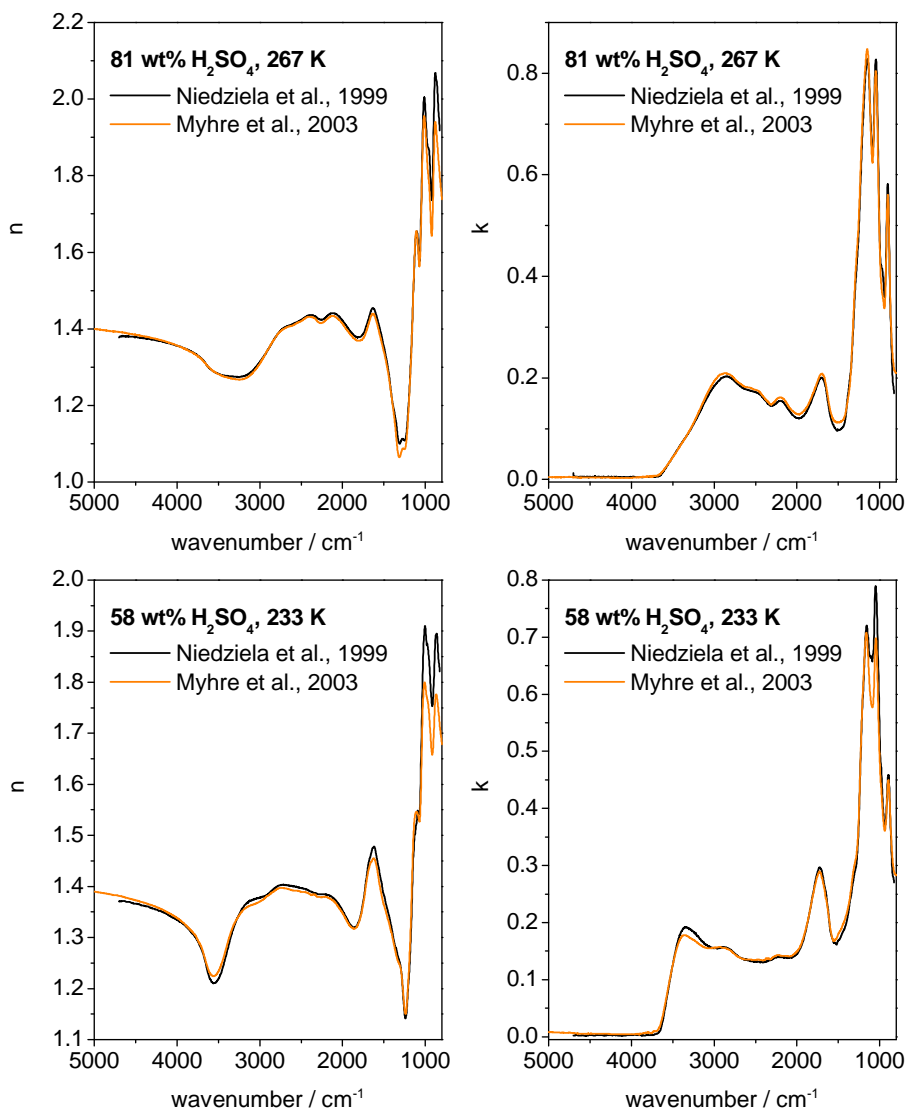 2.2
2.0
1.8
1.6
1.4
1.2
1.0
n
81 wt% H₂SO₄, 267 K
Niedziela et al., 1999
Myhre et al., 2003
5000 4000 3000 2000 1000
wavenumber / cm⁻¹
0.8
0.6
0.4
0.2
0.0
k
81 wt% H₂SO₄, 267 K
Niedziela et al., 1999
Myhre et al., 2003
5000 4000 3000 2000 1000
wavenumber / cm⁻¹
2.0
1.9
1.8
1.7
1.6
1.5
1.4
1.3
1.2
1.1
n
58 wt% H₂SO₄, 233 K
Niedziela et al., 1999
Myhre et al., 2003
5000 4000 3000 2000 1000
wavenumber / cm⁻¹
0.8
0.7
0.6
0.5
0.4
0.3
0.2
0.1
0.0
k
58 wt% H₂SO₄, 233 K
Niedziela et al., 1999
Myhre et al., 2003
5000 4000 3000 2000 1000
wavenumber / cm⁻¹